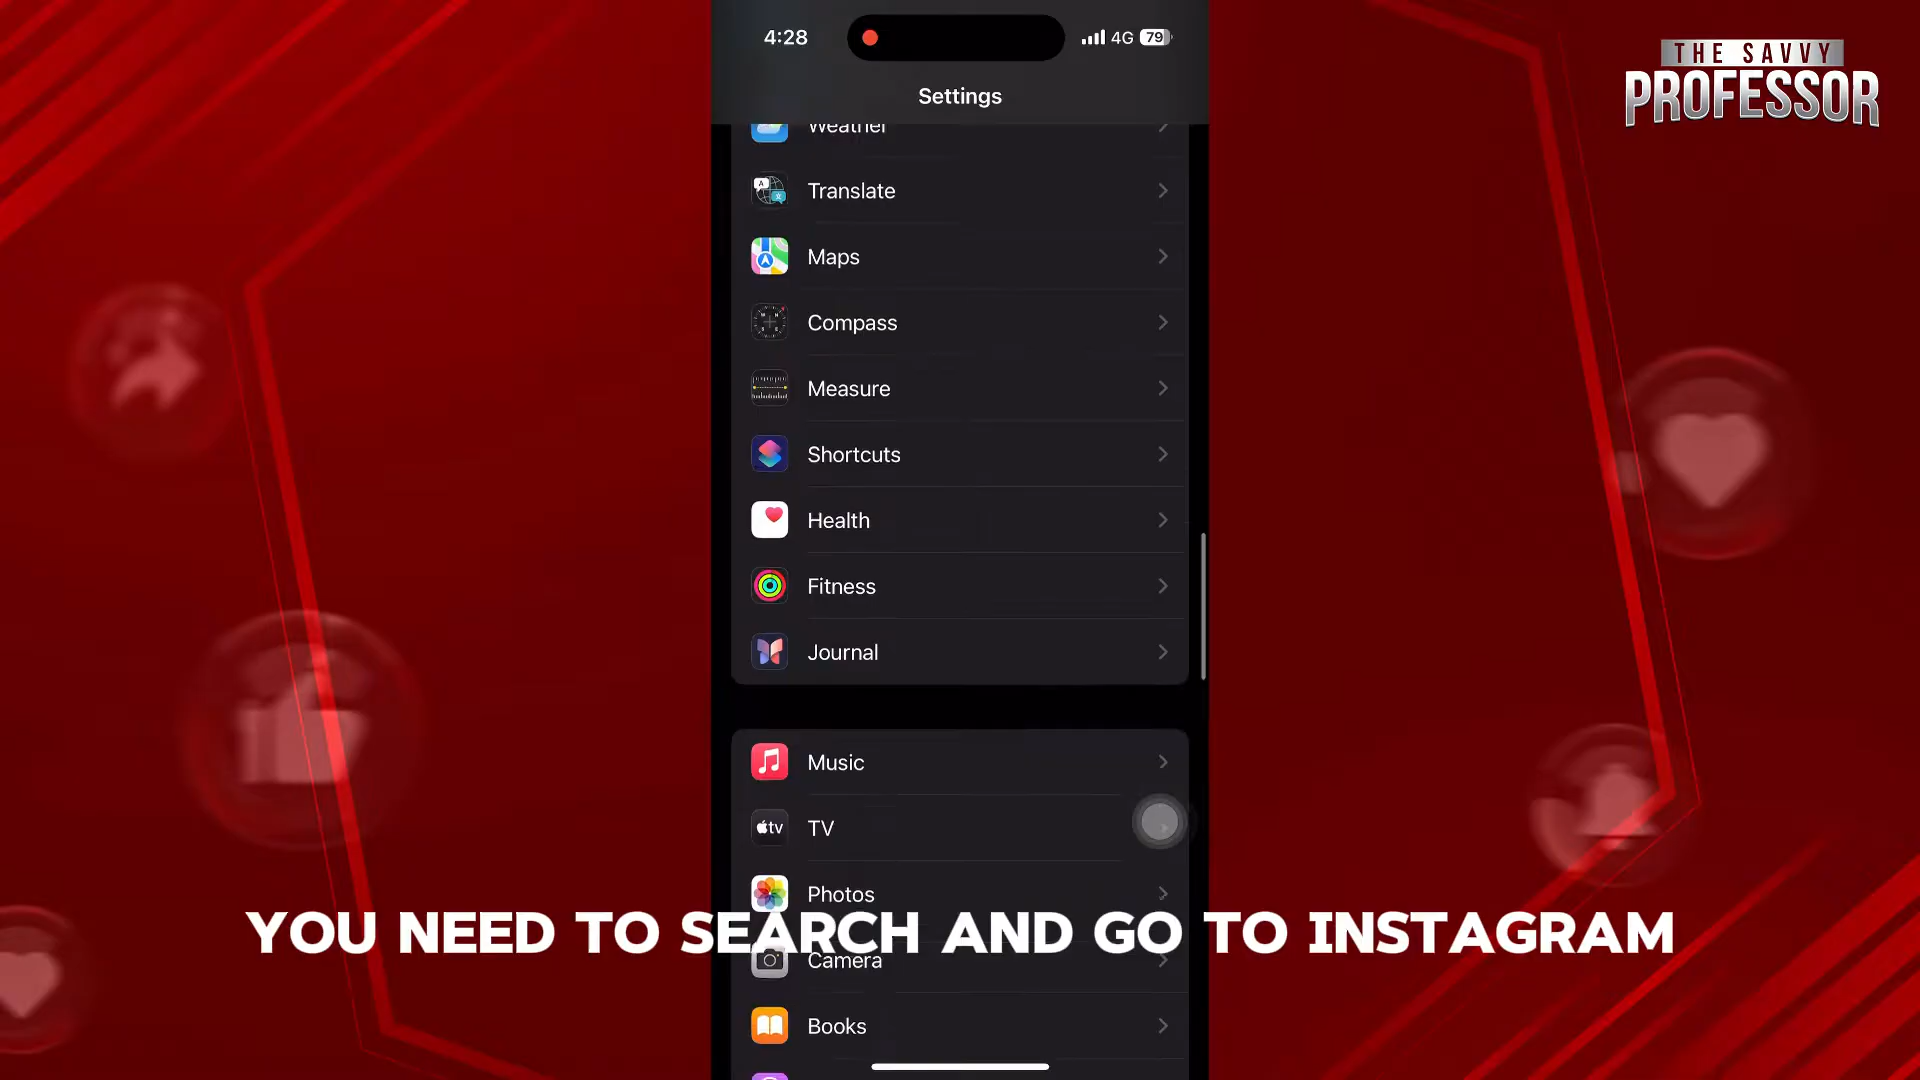 4:28
4G
79
THE SAVVY
PROFESSOR
Settings
Weather
Translate
Maps
Compass
Measure
Shortcuts
Health
Fitness
Journal
Music
tv
TV
Photos
YOU NEED TO SEARCH AND GO TO INSTAGRAM
Camera
Books